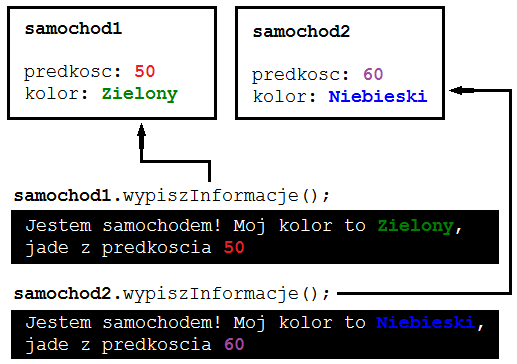 samochod1
predkosc: 50
kolor: Zielony
samochod2
predkosc: 60
kolor: Niebieski
samochod1.wypiszInformacje();
Jestem samochodem! Moj kolor to Zielony,
jade z predkoscia 50
samochod2.wypiszInformacje();
Jestem samochodem! Moj kolor to Niebieski,
jade z predkoscia 60